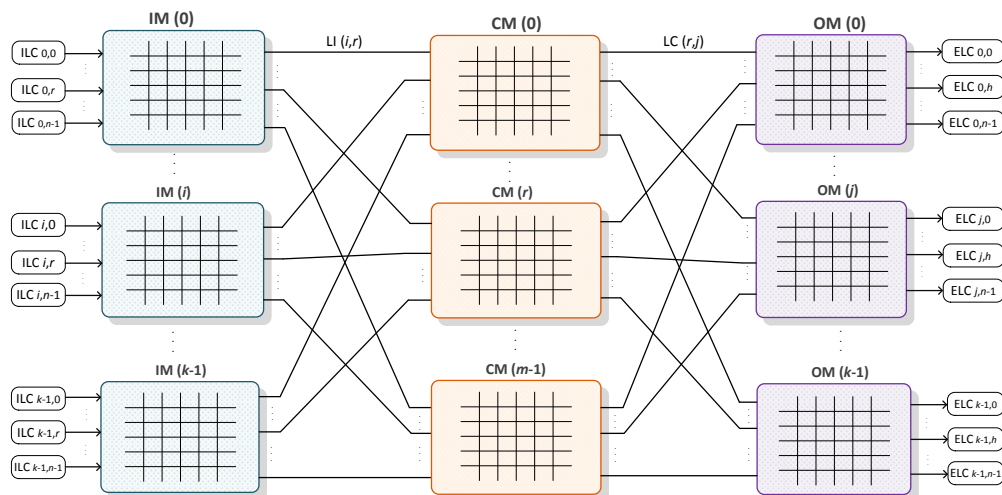 IM (0)
CM (0)
OM (0)
ILC 0,0
ILC 0,r
ILC 0,n-1
LI (i,r)
LC (r,j)
ELC 0,0
ELC 0,h
ELC 0,n-1
IM (i)
CM (r)
OM (j)
ILC i,0
ILC i,r
ILC i,n-1
ELC j,0
ELC j,h
ELC j,n-1
IM (k-1)
CM (m-1)
OM (k-1)
ILC k-1,0
ILC k-1,r
ILC k-1,n-1
ELC k-1,0
ELC k-1,h
ELC k-1,n-1